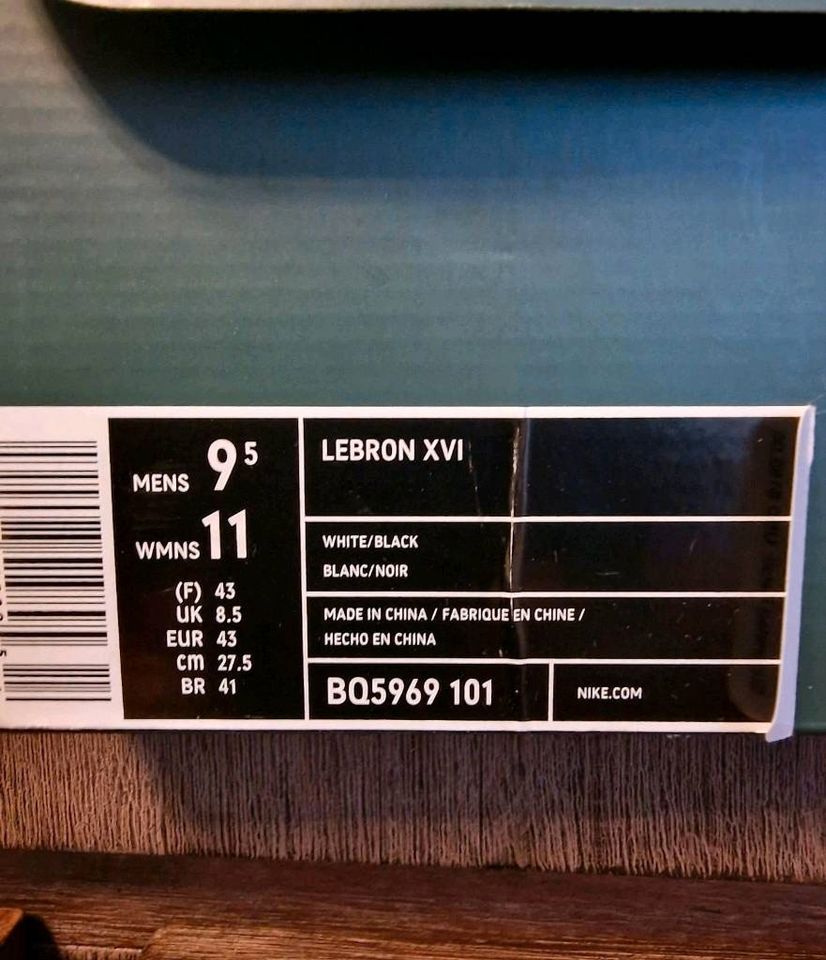 MENS 9 5
WMNS 11
(F) 43
UK 8.5
EUR 43
cm 27.5
BR 41
LEBRON XVI
WHITE/BLACK
BLANC/NOIR
MADE IN CHINA / FABRIQUE EN CHINE /
HECHO EN CHINA
BQ5969 101
NIKE.COM